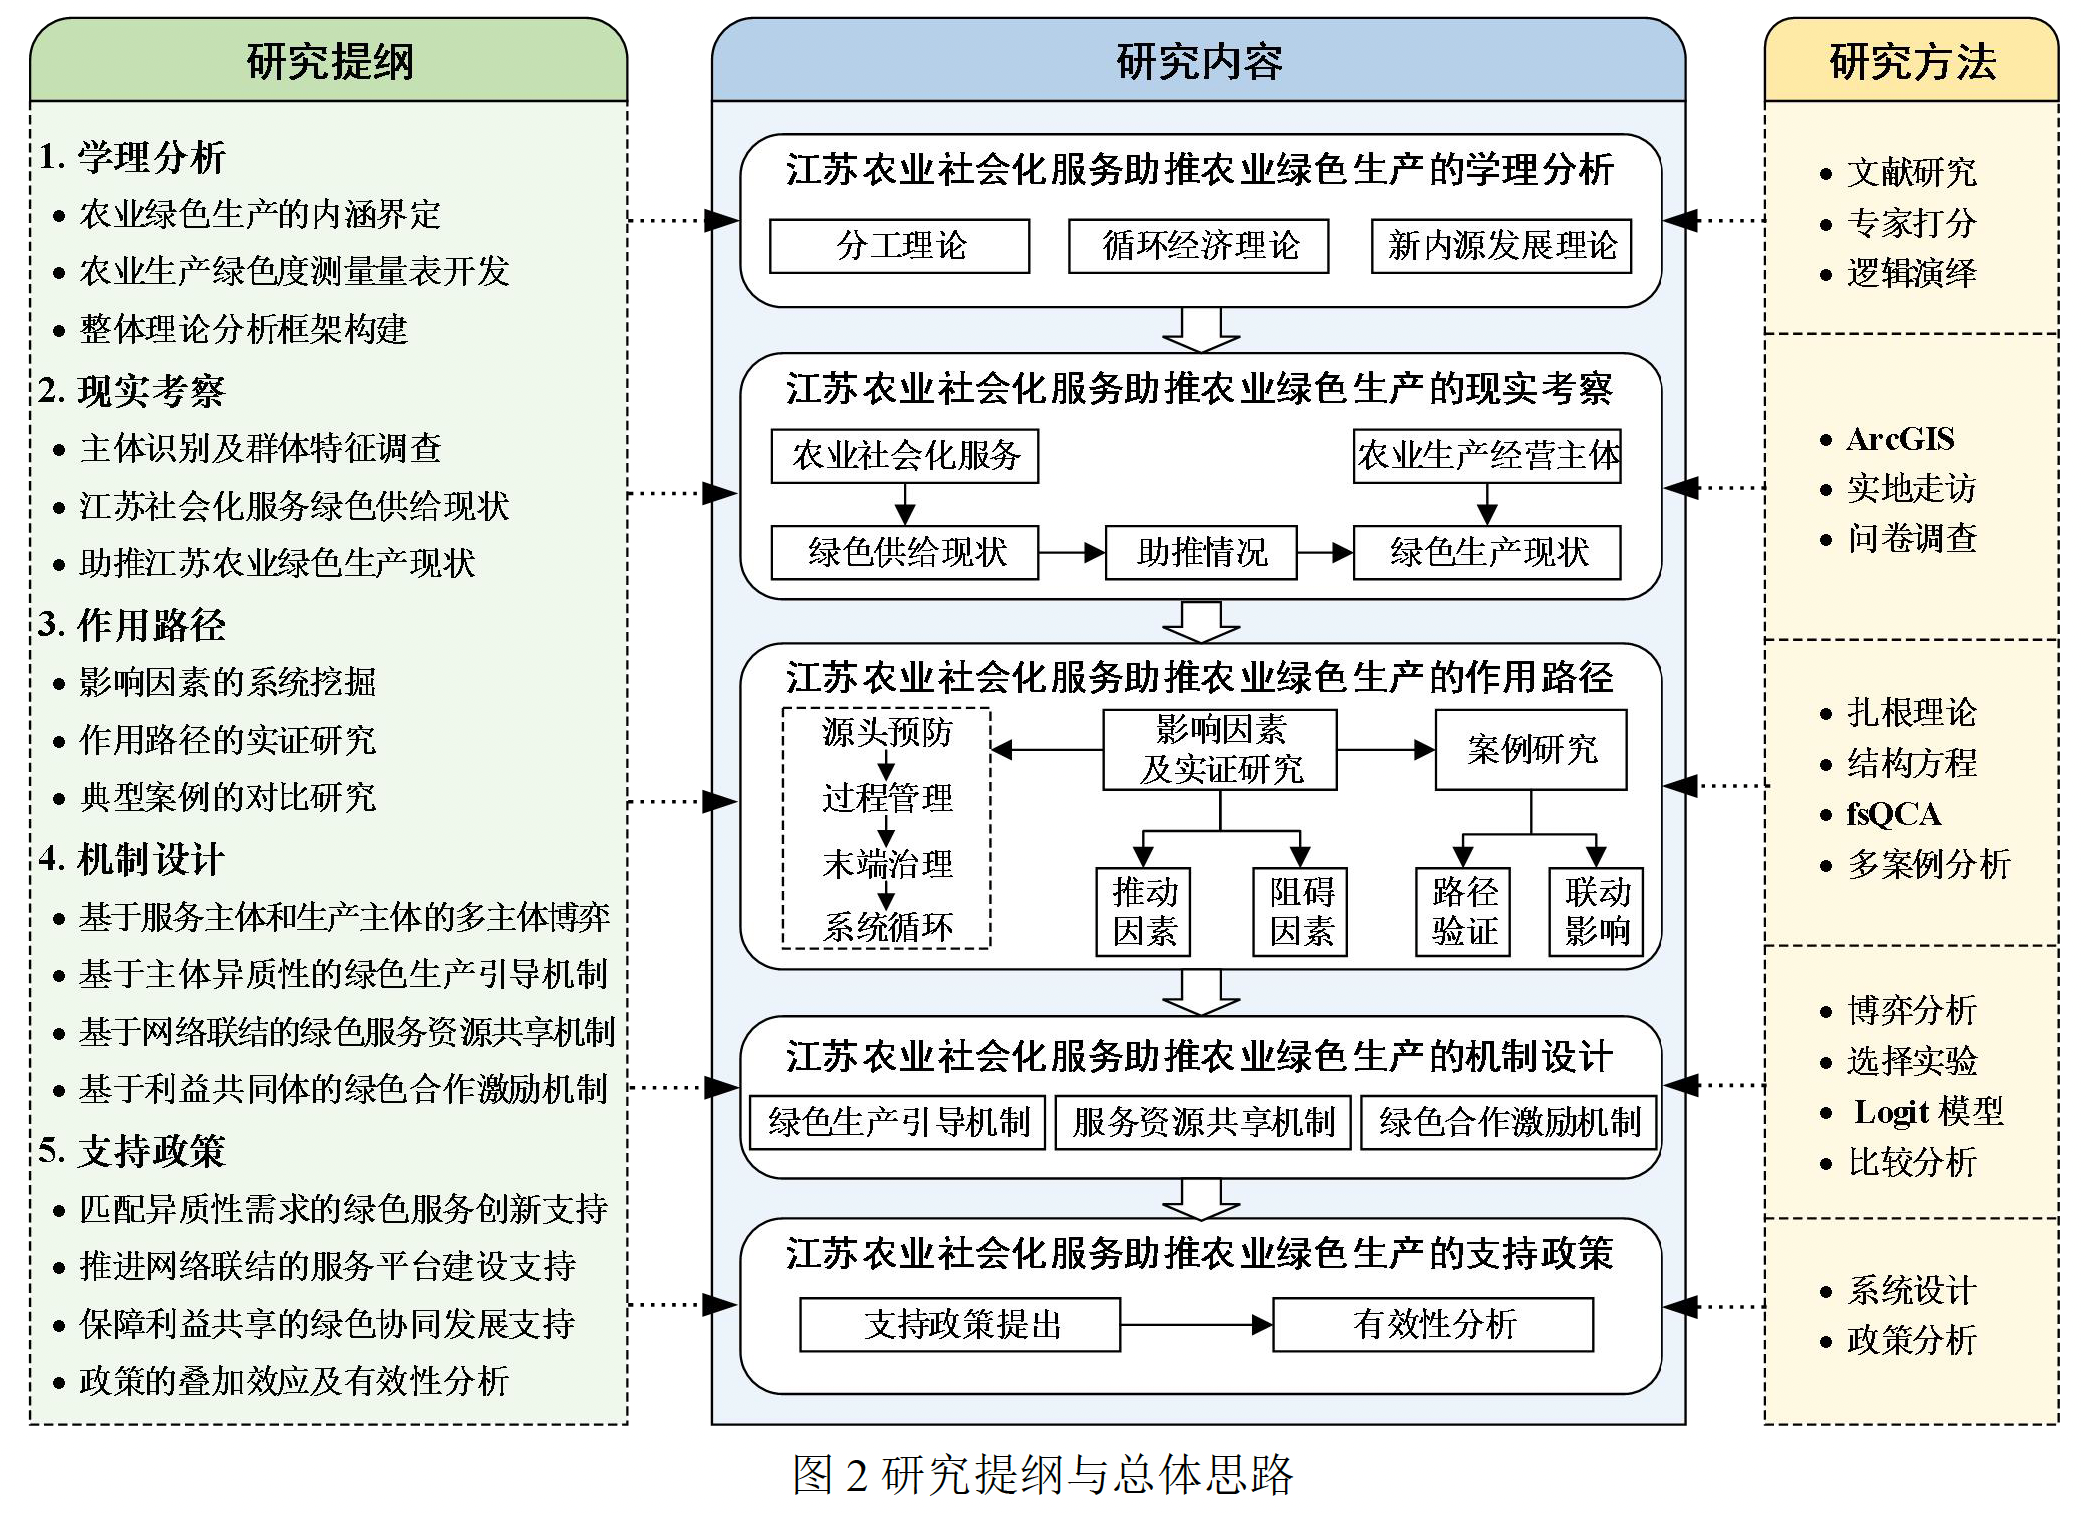 研究提纲
1. 学理分析
• 农业绿色生产的内涵界定
• 农业生产绿色度测量量表开发
• 整体理论分析框架构建
2. 现实考察
• 主体识别及群体特征调查
• 江苏社会化服务绿色供给现状
• 助推江苏农业绿色生产现状
3. 作用路径
• 影响因素的系统挖掘
• 作用路径的实证研究
• 典型案例的对比研究
4. 机制设计
• 基于服务主体和生产主体的多主体博弈
• 基于主体异质性的绿色生产引导机制
• 基于网络联结的绿色服务资源共享机制
• 基于利益共同体的绿色合作激励机制
5. 支持政策
• 匹配异质性需求的绿色服务创新支持
• 推进网络联结的服务平台建设支持
• 保障利益共享的绿色协同发展支持
• 政策的叠加效应及有效性分析
研究内容
江苏农业社会化服务助推农业绿色生产的学理分析
分工理论
循环经济理论
新内源发展理论
江苏农业社会化服务助推农业绿色生产的现实考察
农业社会化服务
农业生产经营主体
绿色供给现状
助推情况
绿色生产现状
江苏农业社会化服务助推农业绿色生产的作用路径
源头预防
过程管理
末端治理
系统循环
影响因素
及实证研究
案例研究
推动
因素
阻碍
因素
路径
验证
联动
影响
江苏农业社会化服务助推农业绿色生产的机制设计
绿色生产引导机制
服务资源共享机制
绿色合作激励机制
江苏农业社会化服务助推农业绿色生产的支持政策
支持政策提出
有效性分析
研究方法
• 文献研究
• 专家打分
• 逻辑演绎
• ArcGIS
• 实地走访
• 问卷调查
• 扎根理论
• 结构方程
• fsQCA
• 多案例分析
• 博弈分析
• 选择实验
• Logit 模型
• 比较分析
• 系统设计
• 政策分析
图 2 研究提纲与总体思路